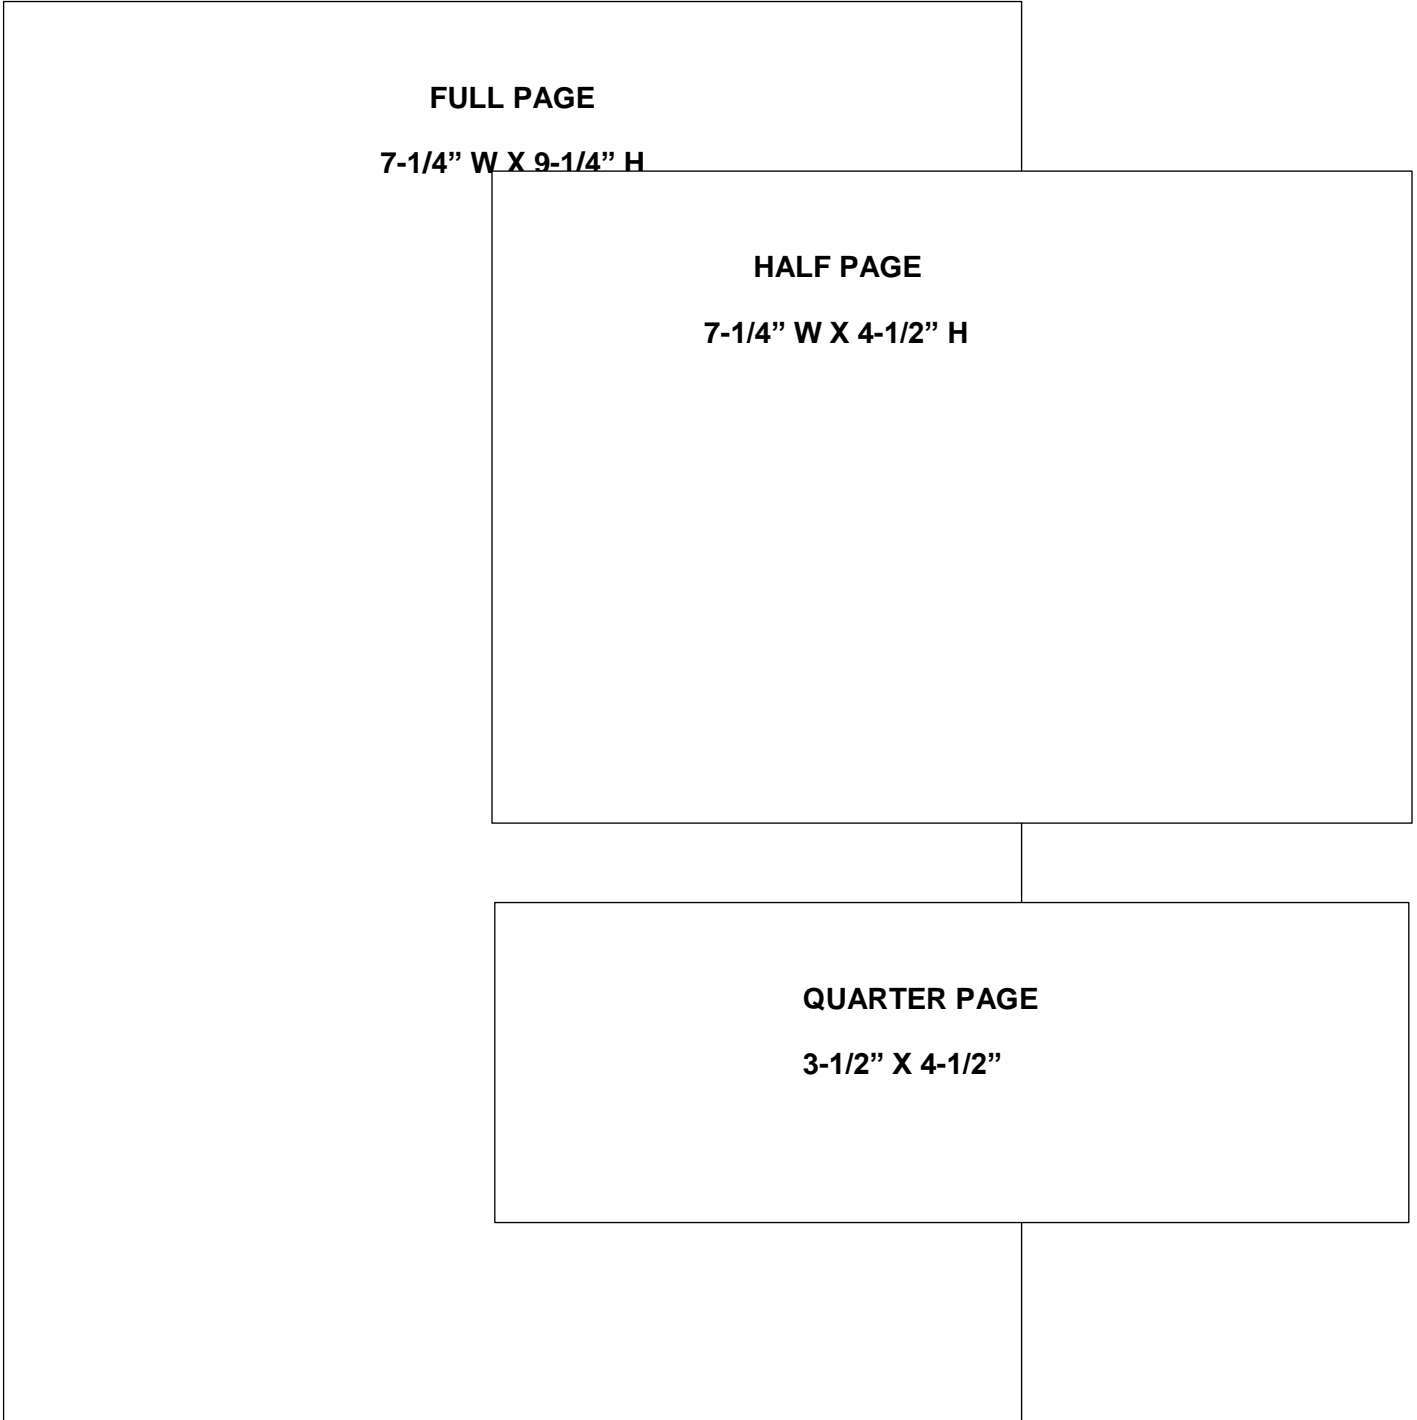 FULL PAGE
7-1/4” W X 9-1/4” H
HALF PAGE
7-1/4” W X 4-1/2” H
QUARTER PAGE
3-1/2” X 4-1/2”